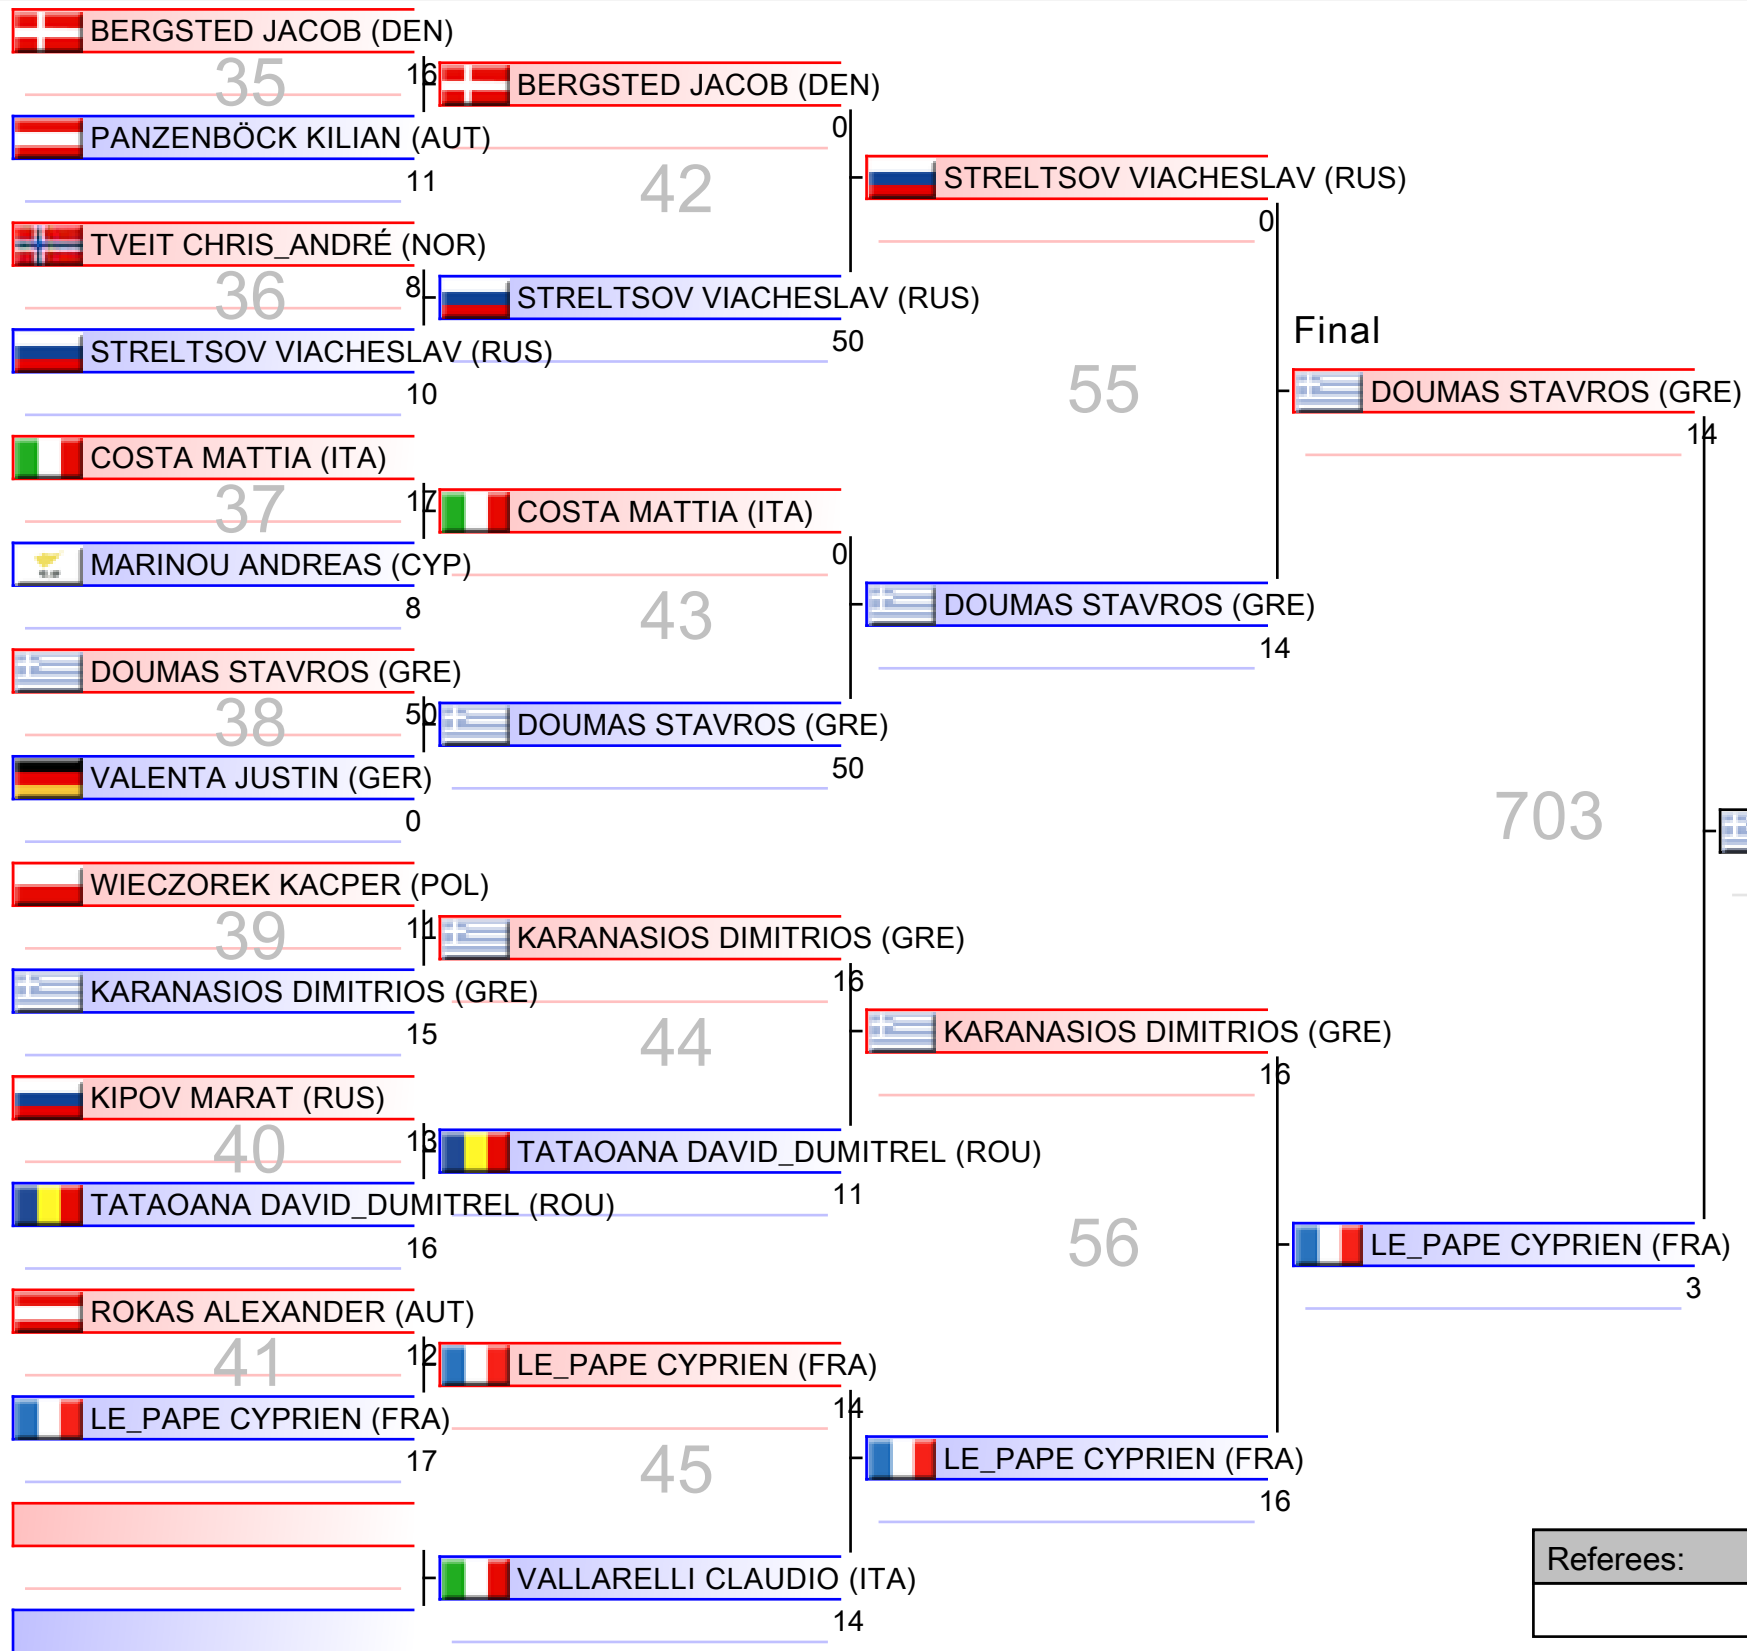 BERGSTED JACOB (DEN)
35
16
PANZENBÖCK KILIAN (AUT)
11
TVEIT CHRIS_ANDRÉ (NOR)
36
8
STRELTSOV VIACHESLAV (RUS)
10
COSTA MATTIA (ITA)
37
17
MARINOU ANDREAS (CYP)
8
DOUMAS STAVROS (GRE)
38
50
VALENTA JUSTIN (GER)
0
WIECZOREK KACPER (POL)
39
11
KARANASIOS DIMITRIOS (GRE)
15
KIPOV MARAT (RUS)
40
13
TATAOANA DAVID_DUMITREL (ROU)
16
ROKAS ALEXANDER (AUT)
41
12
LE_PAPE CYPRIEN (FRA)
17
BERGSTED JACOB (DEN)
0
42
STRELTSOV VIACHESLAV (RUS)
50
COSTA MATTIA (ITA)
0
43
DOUMAS STAVROS (GRE)
50
KARANASIOS DIMITRIOS (GRE)
16
44
TATAOANA DAVID_DUMITREL (ROU)
11
LE_PAPE CYPRIEN (FRA)
14
45
VALLARELLI CLAUDIO (ITA)
14
STRELTSOV VIACHESLAV (RUS)
0
55
DOUMAS STAVROS (GRE)
14
KARANASIOS DIMITRIOS (GRE)
16
56
LE_PAPE CYPRIEN (FRA)
16
Final
DOUMAS STAVROS (GRE)
14
703
LE_PAPE CYPRIEN (FRA)
3
Referees: